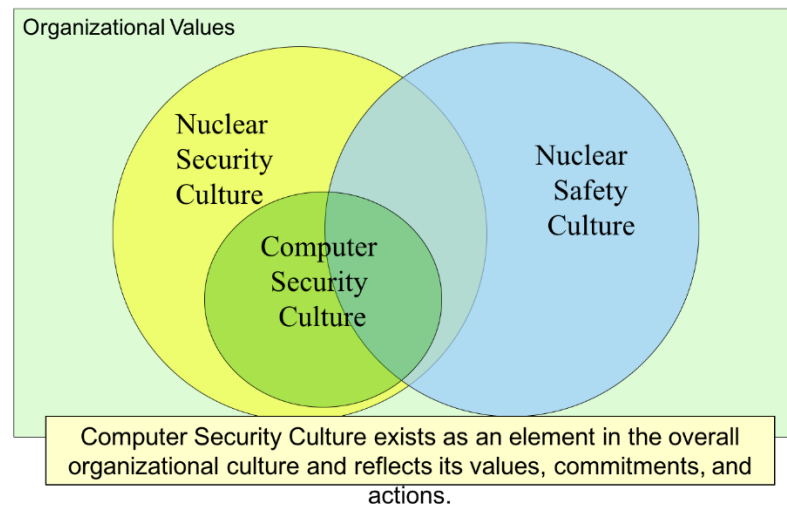 Organizational Values
Nuclear
Security
Culture
Nuclear
Safety
Culture
Computer
Security
Culture
Computer Security Culture exists as an element in the overall
organizational culture and reflects its values, commitments, and
actions.